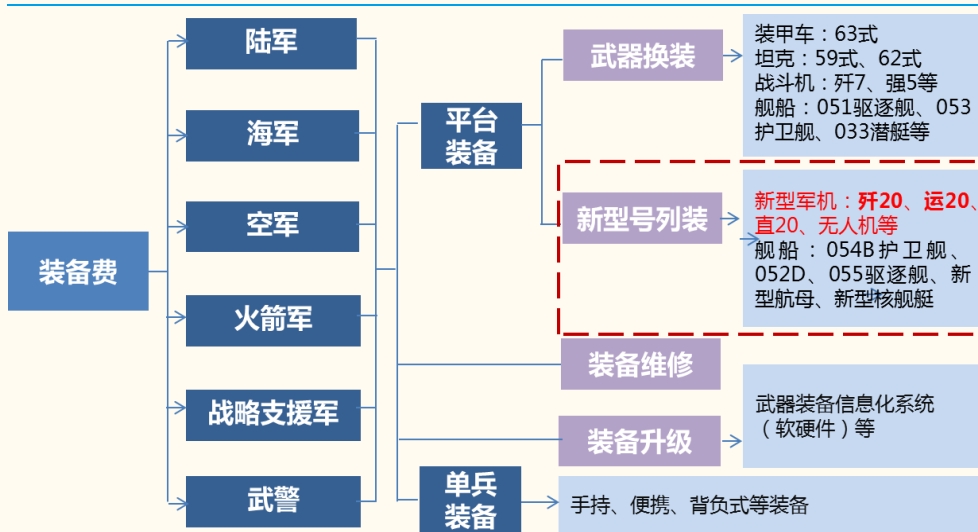 装备费
陆军
海军
空军
火箭军
战略支援军
武警
平台
装备
单兵
装备
武器换装
新型号列装
装备维修
装备升级
装甲车：63式
坦克：59式、62式
战斗机：歼7、强5等
舰船：051驱逐舰、053
护卫舰、033潜艇等
新型军机：歼20、运20、
直20、无人机等
舰船：054B护卫舰、
052D、055驱逐舰、新
型航母、新型核舰艇
武器装备信息化系统
（软硬件）等
手持、便携、背负式等装备